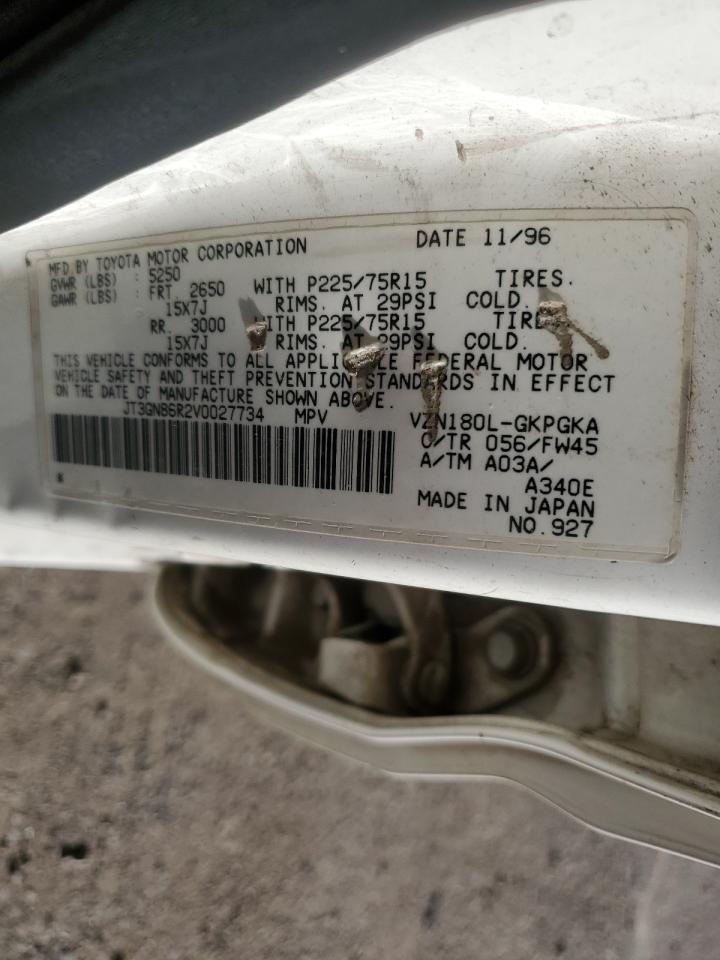 MFD BY TOYOTA MOTOR CORPORATION DATE 11/96
GVWR (LBS) : 5250
GAWR (LBS) : FRT. 2650 WITH P225/75R15 TIRES.
15X7J RIMS. AT 29PSI COLD.
RR. 3000 WITH P225/75R15
15X7J RIMS. AT 29PSI COLD.
THIS VEHICLE CONFORMS TO ALL FEDERAL MOTOR
VEHICLE SAFETY AND THEFT PREVENTION STANDARDS IN EFFECT
ON THE DATE OF MANUFACTURE SHOWN ABOVE.
JT3GN86R2V0027734 MPV VZN180L-GKPGKA
C/TR 056/FW45
A/TM A03A/
A340E
MADE IN JAPAN
NO.927